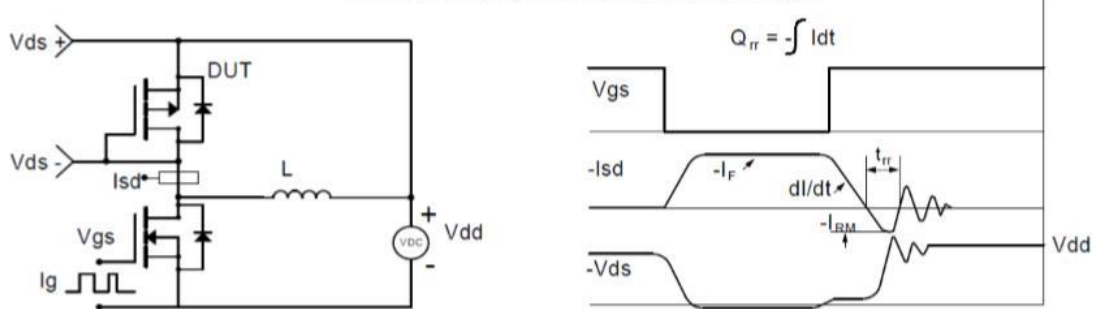 Vds +
DUT
Vds -
Isd
L
+
VDC
Vdd
-
Vgs
Ig
Qrr = -∫ Idt
Vgs
-Isd
-IF
dI/dt
trr
-IRM
Vdd
-Vds